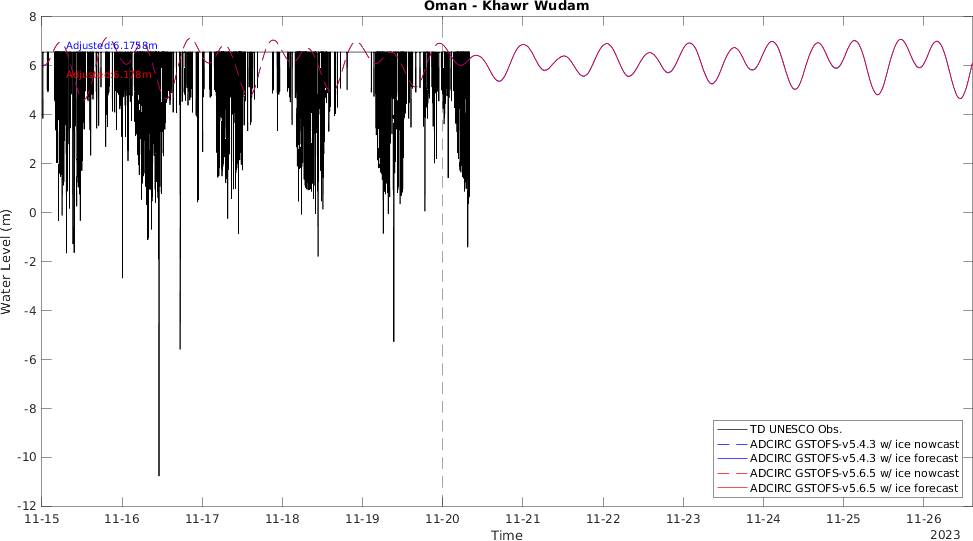 Oman - Khawr Wudam
8
6
4
2
0
-2
-4
-6
-8
-10
-12
Water Level (m)
Adjusted:6.1758m
Adjusted:6.178m
TD UNESCO Obs.
ADCIRC GSTOFS-v5.4.3 w/ ice nowcast
ADCIRC GSTOFS-v5.4.3 w/ ice forecast
ADCIRC GSTOFS-v5.6.5 w/ ice nowcast
ADCIRC GSTOFS-v5.6.5 w/ ice forecast
11-15 11-16 11-17 11-18 11-19 11-20 11-21 11-22 11-23 11-24 11-25 11-26
Time
2023